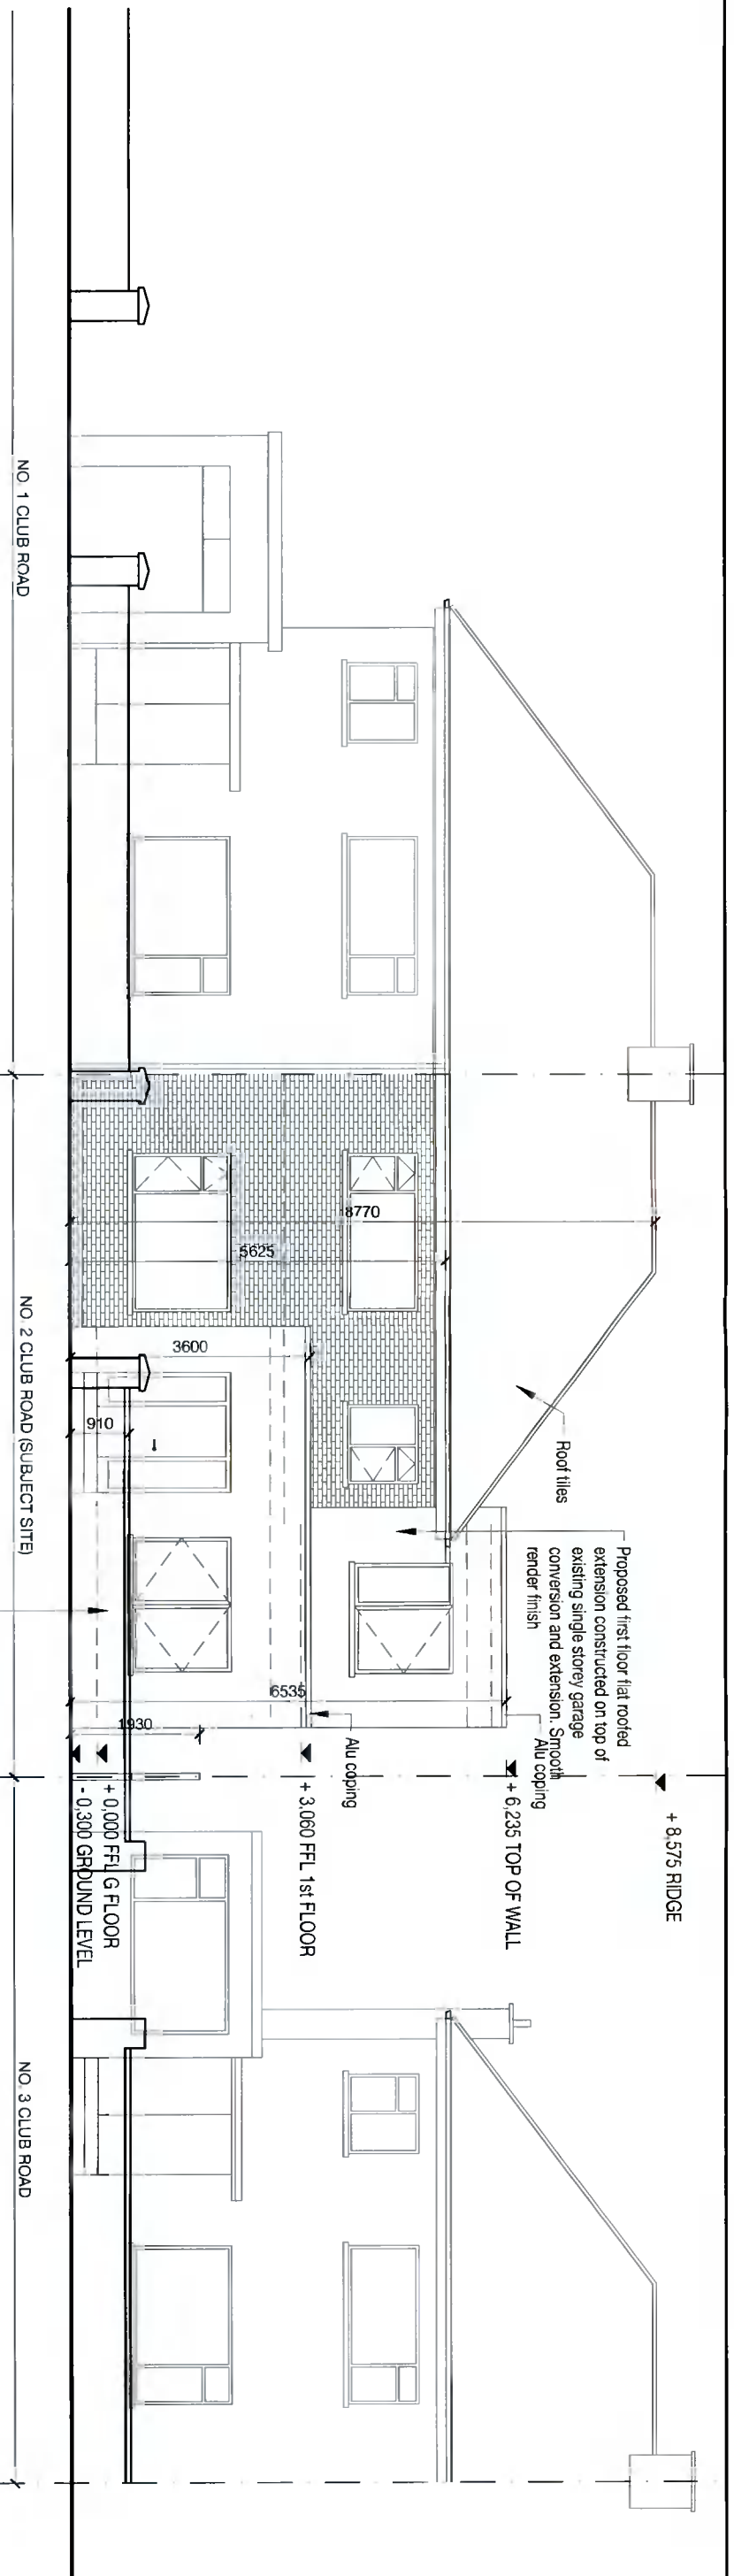 + 8,575 RIDGE
Proposed first floor flat roofed
extension constructed on top of
existing single storey garage
conversion and extension. Smooth
render finish
Roof tiles
Alu coping
+ 6,235 TOP OF WALL
Alu coping
+ 3.060 FFL 1st FLOOR
+ 0,000 FFL G FLOOR
- 0,300 GROUND LEVEL
8770
5625
3600
910
6535
1930
NO. 1 CLUB ROAD
NO. 2 CLUB ROAD (SUBJECT SITE)
NO. 3 CLUB ROAD